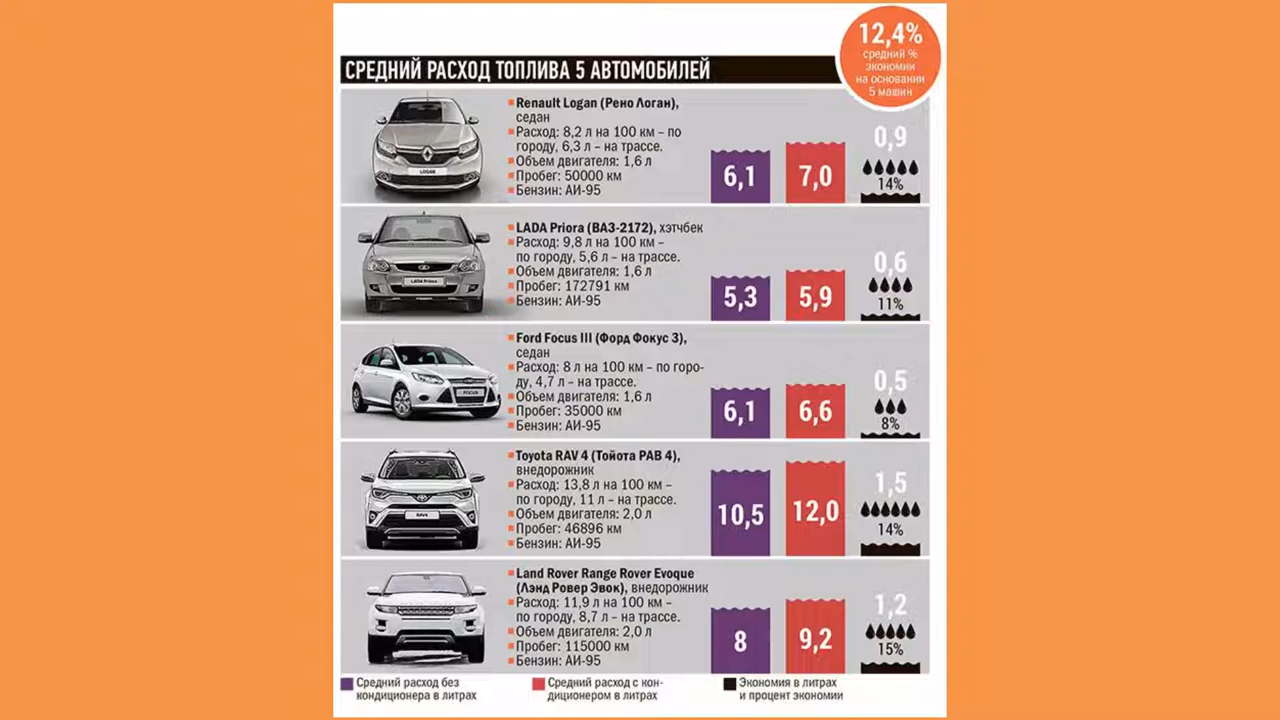 12,4%
средний %
экономии
на основании
5 машин
СРЕДНИЙ РАСХОД ТОПЛИВА 5 АВТОМОБИЛЕЙ
Renault Logan (Рено Логан),
седан
Расход: 8,2 л на 100 км – по
городу, 6,3 л – на трассе.
Объем двигателя: 1,6 л
Пробег: 50000 км
Бензин: АИ-95
LOGAN
6,1
7,0
0,9
14%
LADA Priora (ВАЗ-2172), хэтчбек
Расход: 9,8 л на 100 км –
по городу, 5,6 л – на трассе.
Объем двигателя: 1,6 л
Пробег: 172791 км
Бензин: АИ-95
LADA Priora
5,3
5,9
0,6
11%
Ford Focus III (Форд Фокус 3),
седан
Расход: 8 л на 100 км – по горо-
ду, 4,7 л – на трассе.
Объем двигателя: 1,6 л
Пробег: 35000 км
Бензин: АИ-95
FOCUS
6,1
6,6
0,5
8%
Toyota RAV 4 (Тойота РАВ 4),
внедорожник
Расход: 13,8 л на 100 км –
по городу, 11 л – на трассе.
Объем двигателя: 2,0 л
Пробег: 46896 км
Бензин: АИ-95
RAV4
10,5
12,0
1,5
14%
Land Rover Range Rover Evoque
(Лэнд Ровер Эвок), внедорожник
Расход: 11,9 л на 100 км –
по городу, 8,7 л – на трассе.
Объем двигателя: 2,0 л
Пробег: 115000 км
Бензин: АИ-95
8
9,2
1,2
15%
Средний расход без
кондиционера в литрах
Средний расход с кон-
диционером в литрах
Экономия в литрах
и процент экономии